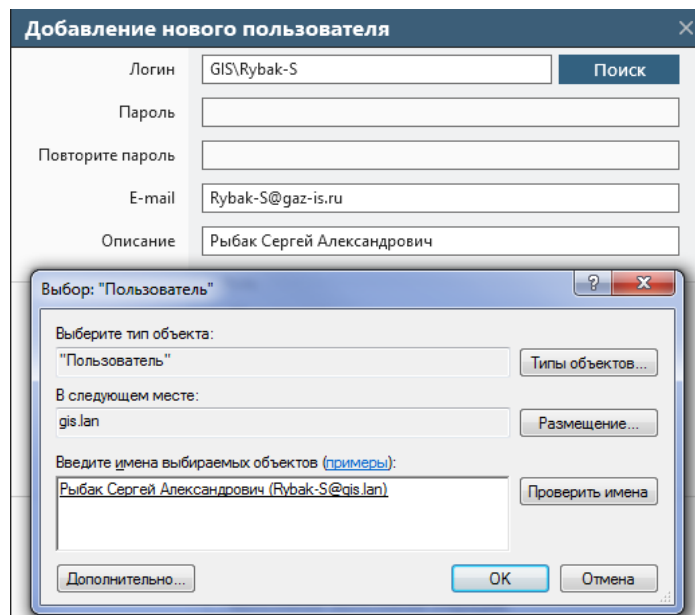 Добавление нового пользователя
Логин GIS\Rybak-S Поиск
Пароль
Повторите пароль
E-mail Rybak-S@gaz-is.ru
Описание Рыбак Сергей Александрович
Выбор: "Пользователь"
Выберите тип объекта:
"Пользователь" Типы объектов...
В следующем месте:
gis.lan Размещение...
Введите имена выбираемых объектов (примеры):
Рыбак Сергей Александрович (Rybak-S@gis.lan) Проверить имена
Дополнительно... OK Отмена